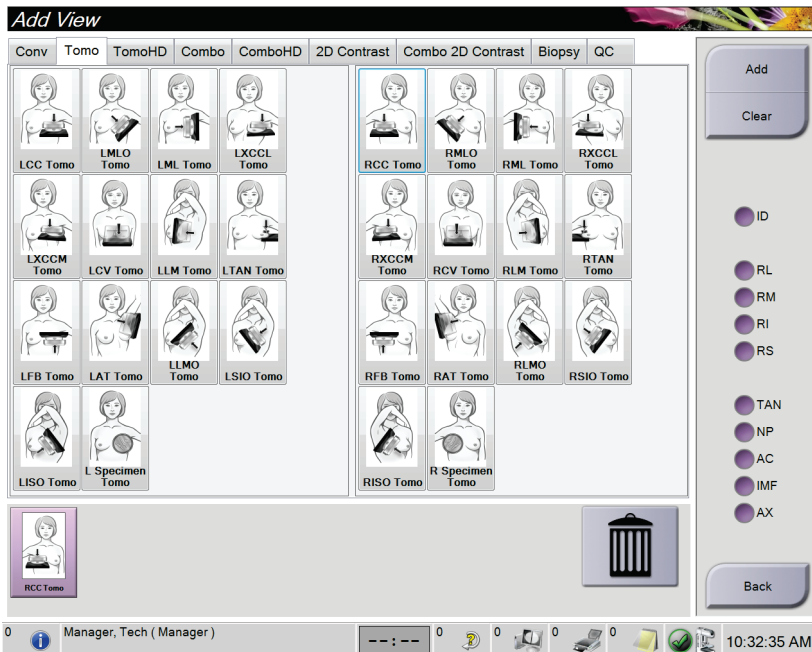 Add View
Conv Tomo TomoHD Combo ComboHD 2D Contrast Combo 2D Contrast Biopsy QC
LCC Tomo
LMLO
Tomo
LML Tomo
LXCCL
Tomo
RCC Tomo
RMLO
Tomo
RML Tomo
RXCCL
Tomo
LXCCM
Tomo
LCV Tomo
LLM Tomo
LTAN Tomo
RXCCM
Tomo
RCV Tomo
RLM Tomo
RTAN
Tomo
LFB Tomo
LAT Tomo
LLMO
Tomo
LSIO Tomo
RFB Tomo
RAT Tomo
RLMO
Tomo
RSIO Tomo
LISO Tomo
L Specimen
Tomo
RISO Tomo
R Specimen
Tomo
RCC Tomo
Add
Clear
ID
RL
RM
RI
RS
TAN
NP
AC
IMF
AX
Back
0 Manager, Tech ( Manager ) --:-- 0 0 0 0 10:32:35 AM